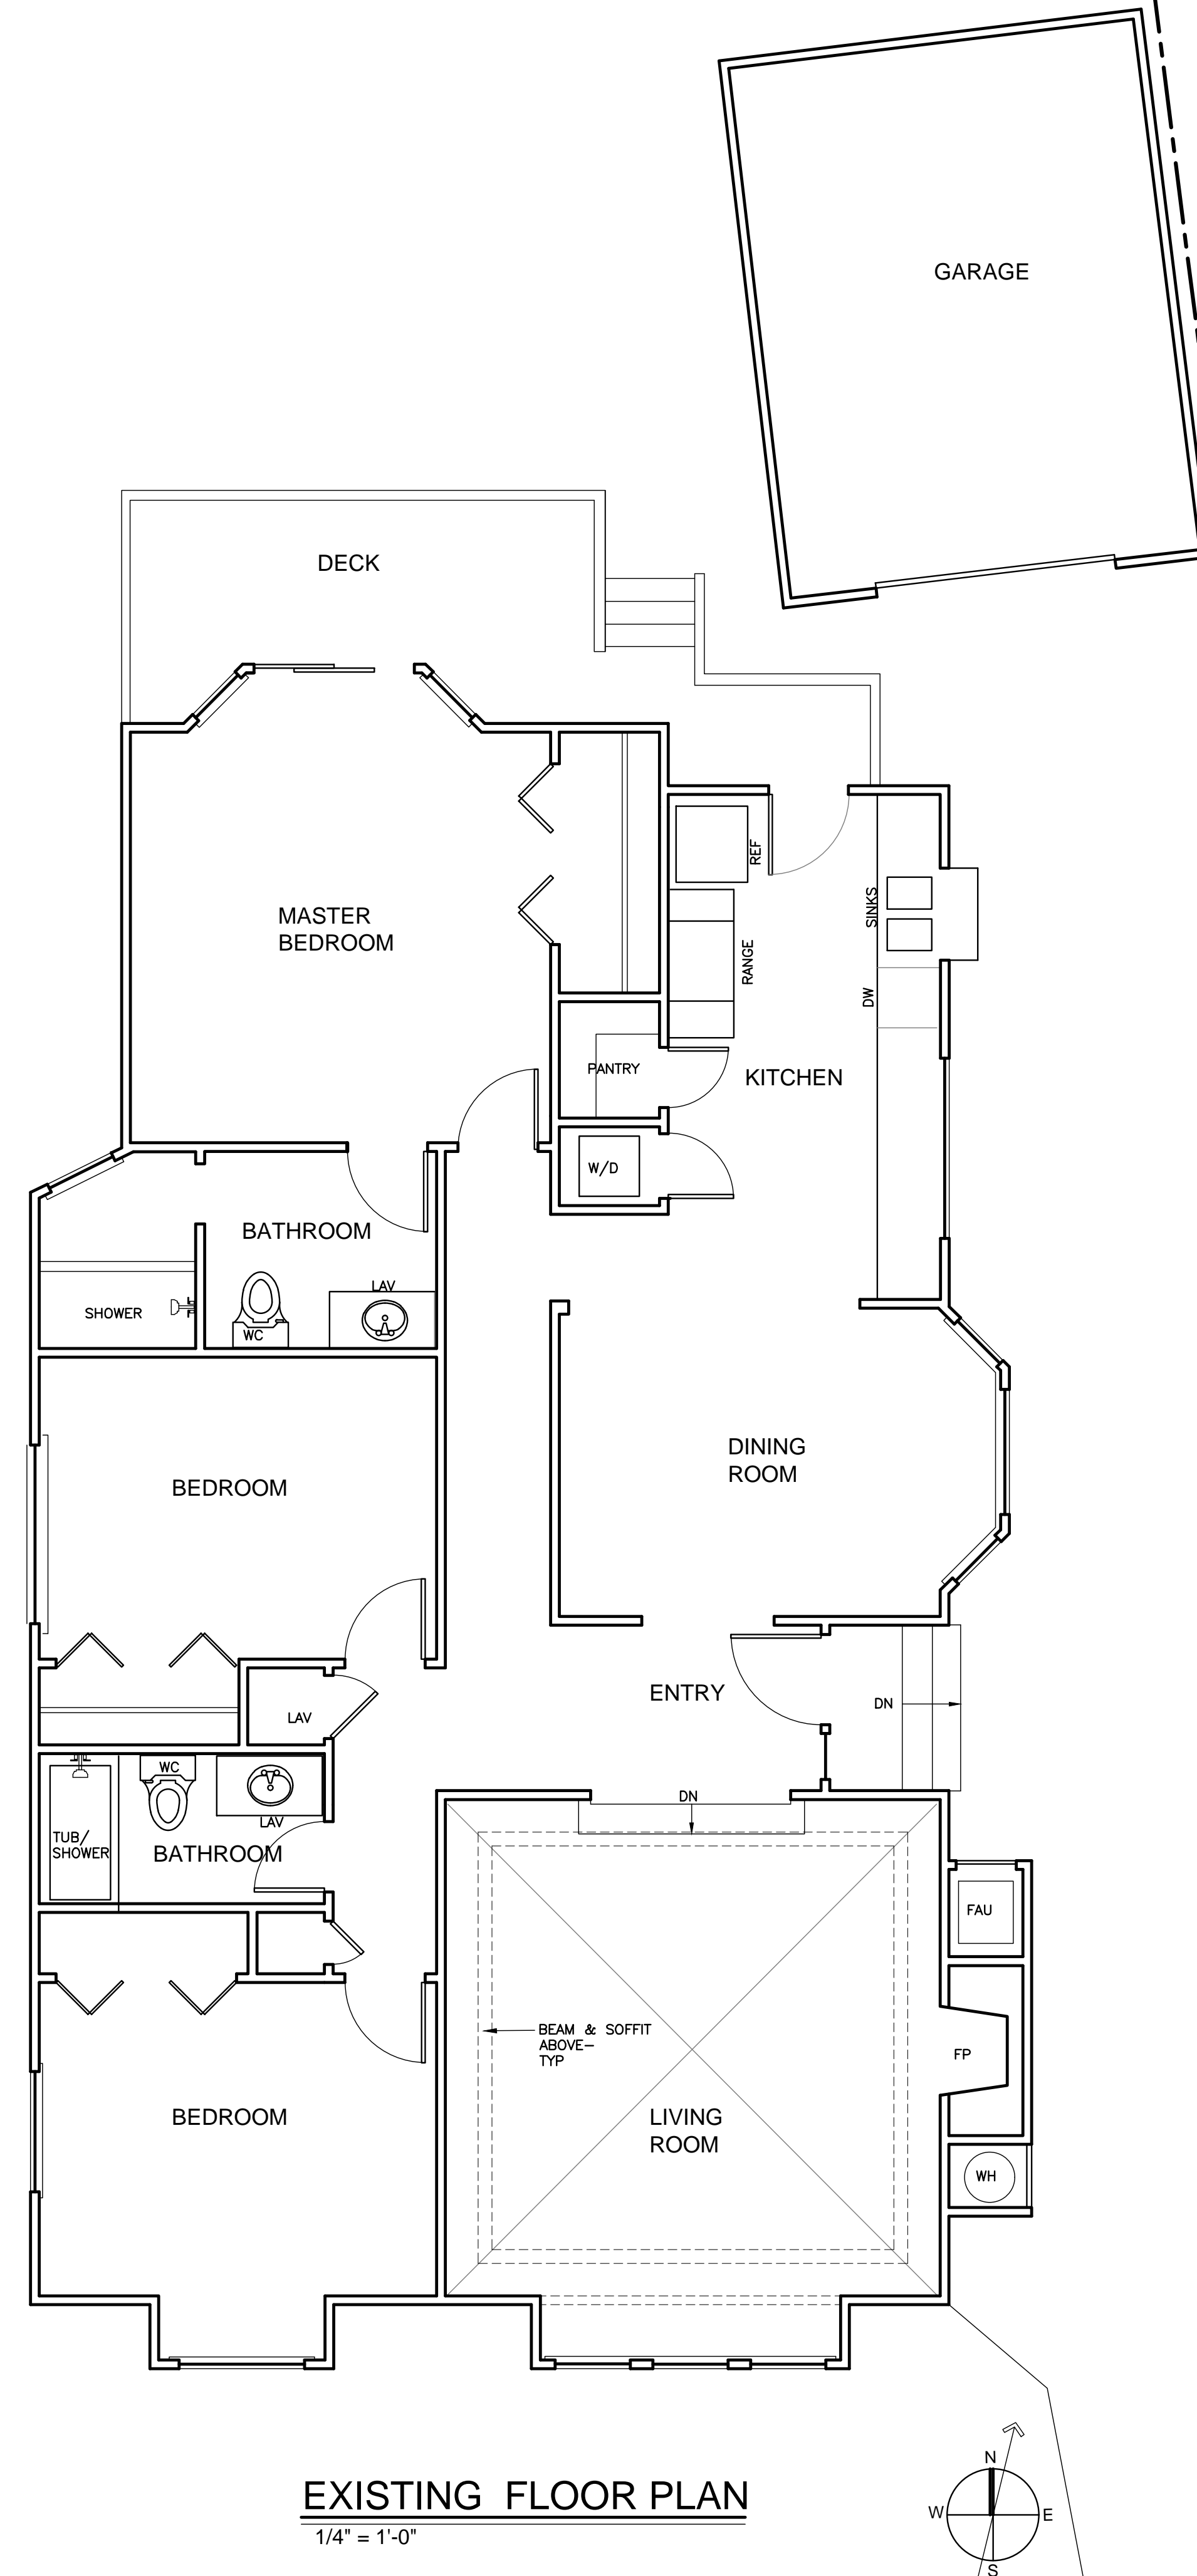 GARAGE
DECK
MASTER
BEDROOM
REF
RANGE
SINKS
DW
PANTRY
KITCHEN
W/D
BATHROOM
LAV
SHOWER
WC
DINING
ROOM
BEDROOM
ENTRY
DN
LAV
WC
LAV
TUB/
SHOWER
BATHROOM
DN
FAU
BEAM & SOFFIT
ABOVE-
TYP
FP
BEDROOM
LIVING
ROOM
WH
EXISTING FLOOR PLAN
1/4" = 1'-0"
N
W
E
S